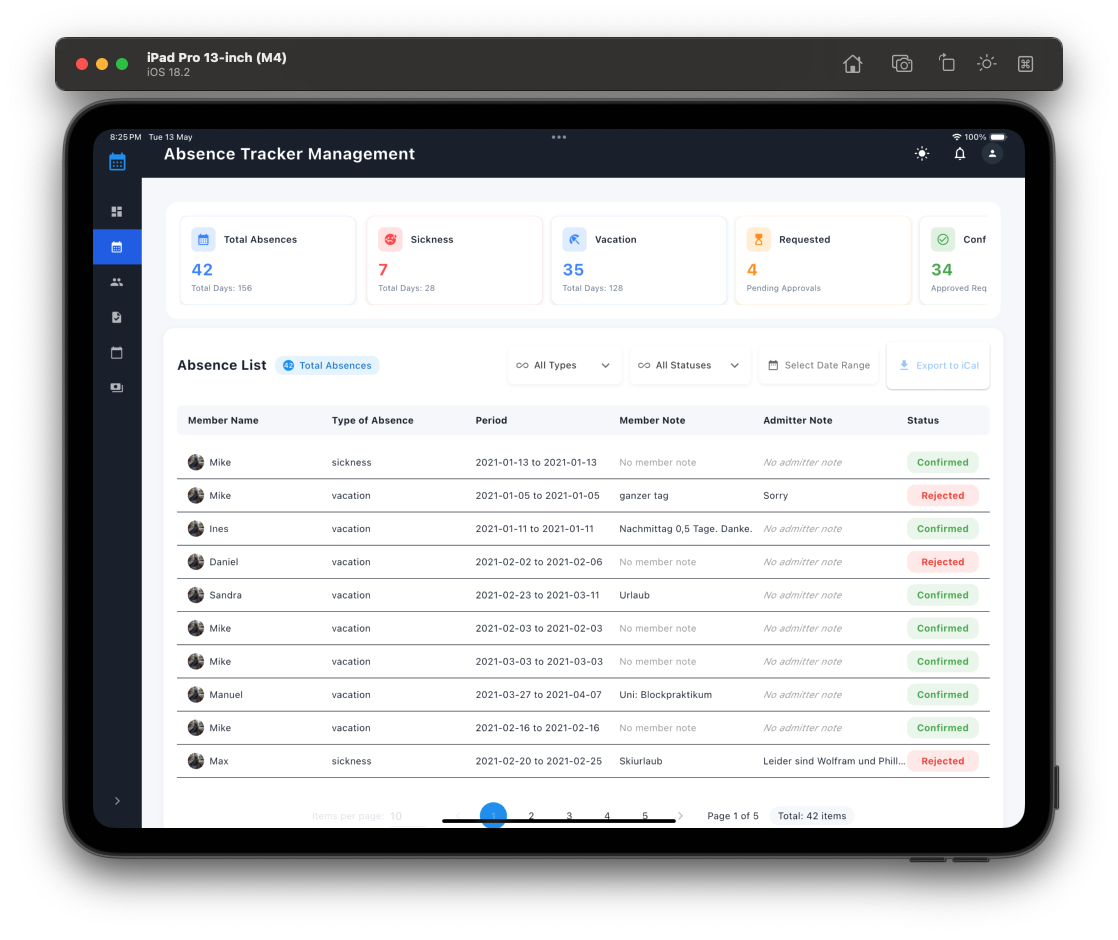 iPad Pro 13-inch (M4)
iOS 18.2
8:25 PM Tue 13 May
100%
Absence Tracker Management
Total Absences
42
Total Days: 156
Sickness
7
Total Days: 28
Vacation
35
Total Days: 128
Requested
4
Pending Approvals
Conf
34
Approved Req
Absence List
42 Total Absences
All Types
All Statuses
Select Date Range
Export to iCal
Member Name Type of Absence Period Member Note Admitter Note Status
Mike sickness 2021-01-13 to 2021-01-13 No member note No admitter note Confirmed
Mike vacation 2021-01-05 to 2021-01-05 ganzer tag Sorry Rejected
Ines vacation 2021-01-11 to 2021-01-11 Nachmittag 0,5 Tage. Danke. No admitter note Confirmed
Daniel vacation 2021-02-02 to 2021-02-06 No member note No admitter note Rejected
Sandra vacation 2021-02-23 to 2021-03-11 Urlaub No admitter note Confirmed
Mike vacation 2021-02-03 to 2021-02-03 No member note No admitter note Confirmed
Mike vacation 2021-03-03 to 2021-03-03 No member note No admitter note Confirmed
Manuel vacation 2021-03-27 to 2021-04-07 Uni: Blockpraktikum No admitter note Confirmed
Mike vacation 2021-02-16 to 2021-02-16 No member note No admitter note Confirmed
Max sickness 2021-02-20 to 2021-02-25 Skiurlaub Leider sind Wolfram und Phill... Rejected
Items per page: 10 1 2 3 4 5 Page 1 of 5 Total: 42 items